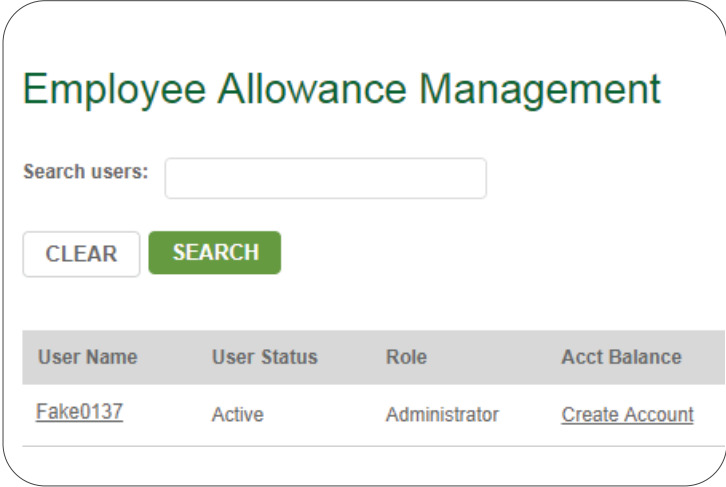 Employee Allowance Management
Search users:
CLEAR SEARCH
User Name User Status Role Acct Balance
Fake0137 Active Administrator Create Account